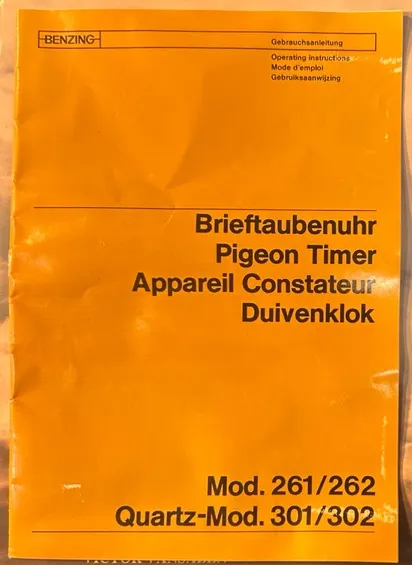 BENZING
Gebrauchsanleitung
Operating instructions
Mode d'emploi
Gebruiksaanwijzing
Brieftaubenuhr
Pigeon Timer
Appareil Constateur
Duivenklok
Mod. 261/262
Quartz-Mod. 301/302